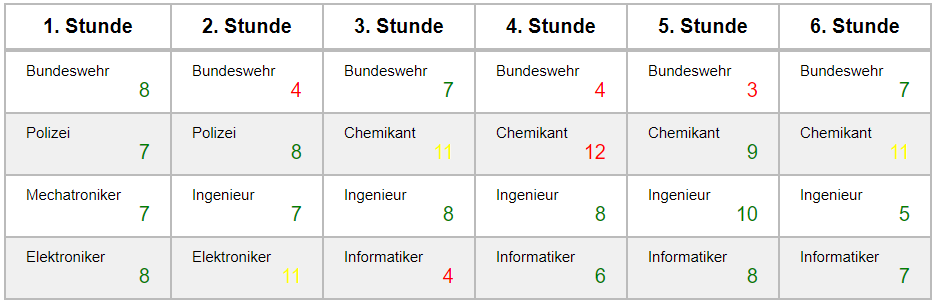 1. Stunde 2. Stunde 3. Stunde 4. Stunde 5. Stunde 6. Stunde
Bundeswehr Bundeswehr Bundeswehr Bundeswehr Bundeswehr Bundeswehr
8 4 7 4 3 7
Polizei Polizei Chemikant Chemikant Chemikant Chemikant
7 8 11 12 9 11
Mechatroniker Ingenieur Ingenieur Ingenieur Ingenieur Ingenieur
7 7 8 8 10 5
Elektroniker Elektroniker Informatiker Informatiker Informatiker Informatiker
8 11 4 6 8 7